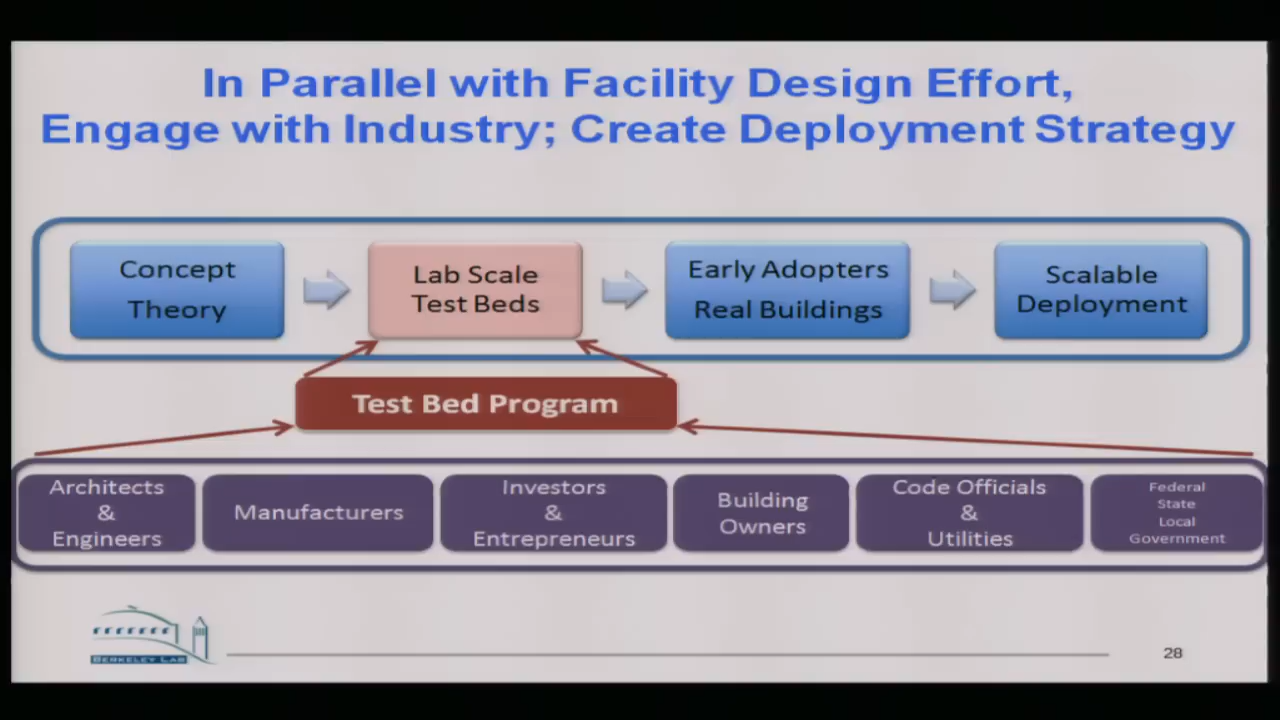 In Parallel with Facility Design Effort,
Engage with Industry; Create Deployment Strategy
Concept
Theory
Lab Scale
Test Beds
Early Adopters
Real Buildings
Scalable
Deployment
Test Bed Program
Architects
&
Engineers
Manufacturers
Investors
&
Entrepreneurs
Building
Owners
Code Officials
&
Utilities
Federal
State
Local
Government
BERKELEY LAB
28